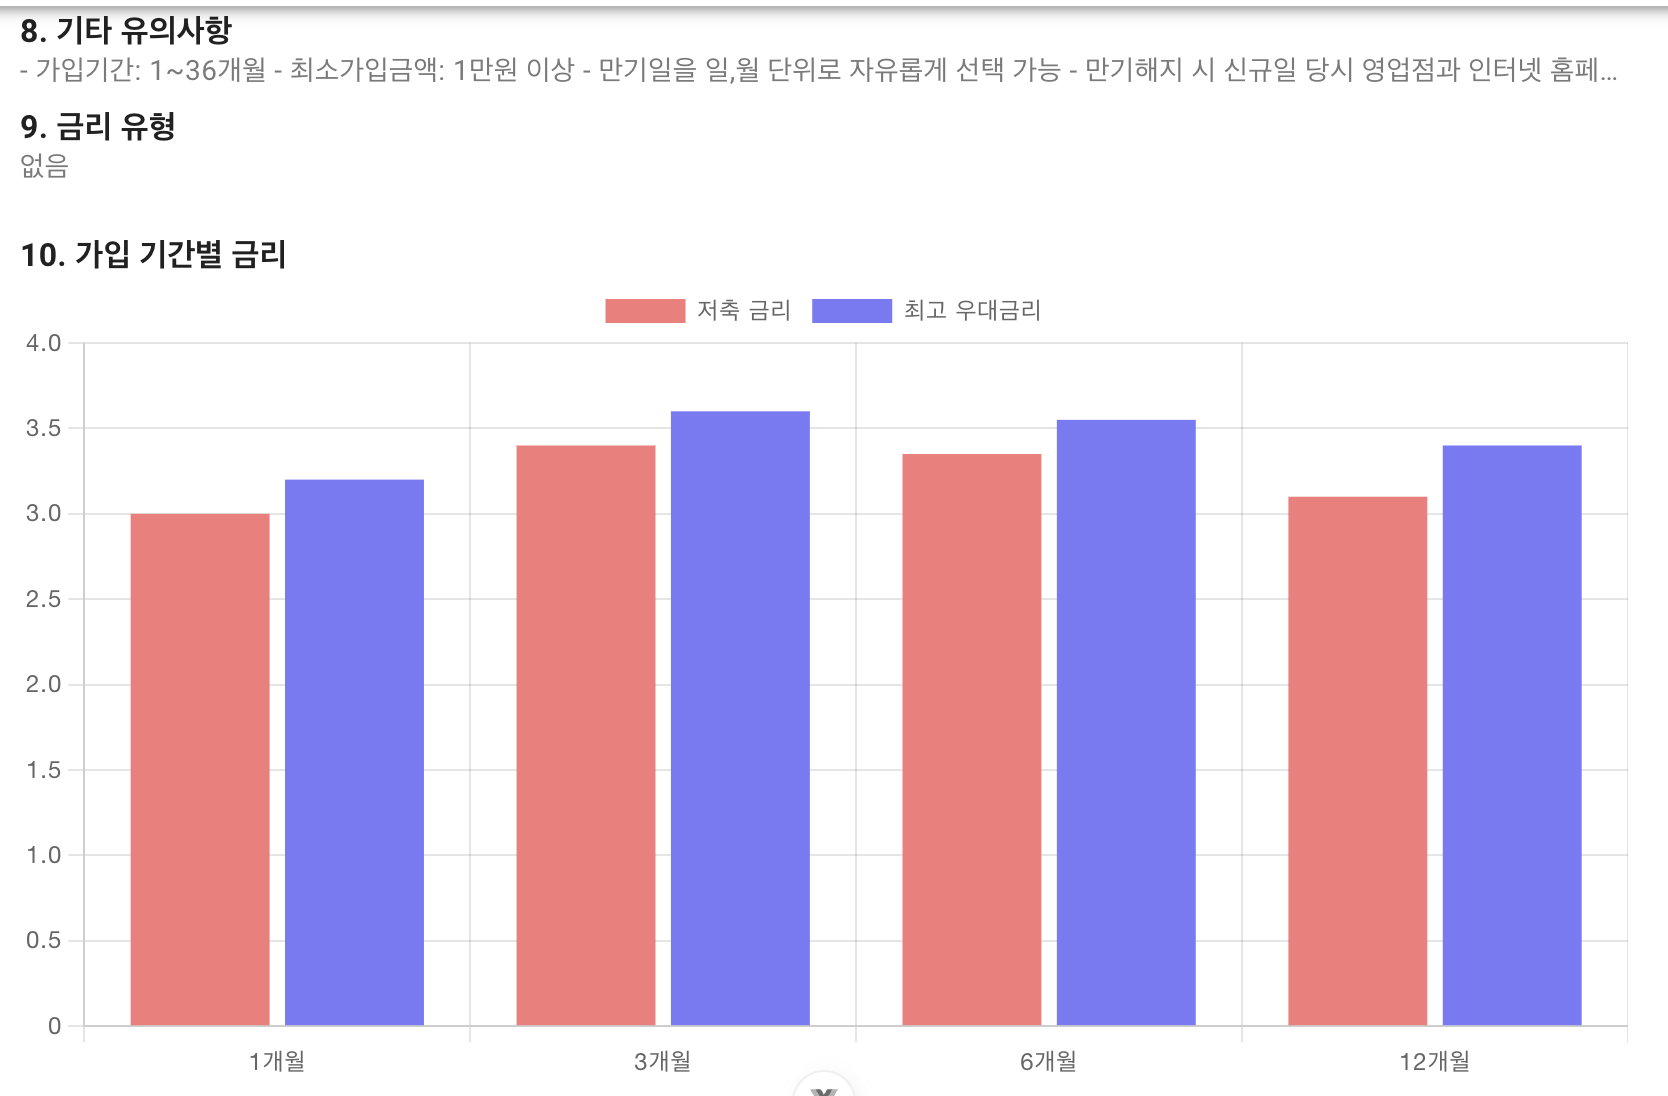 8. 기타 유의사항
- 가입기간: 1~36개월 - 최소가입금액: 1만원 이상 - 만기일을 일,월 단위로 자유롭게 선택 가능 - 만기해지 시 신규일 당시 영업점과 인터넷 홈페...
9. 금리 유형
없음
10. 가입 기간별 금리
저축 금리 최고 우대금리
4.0
3.5
3.0
2.5
2.0
1.5
1.0
0.5
0
1개월 3개월 6개월 12개월